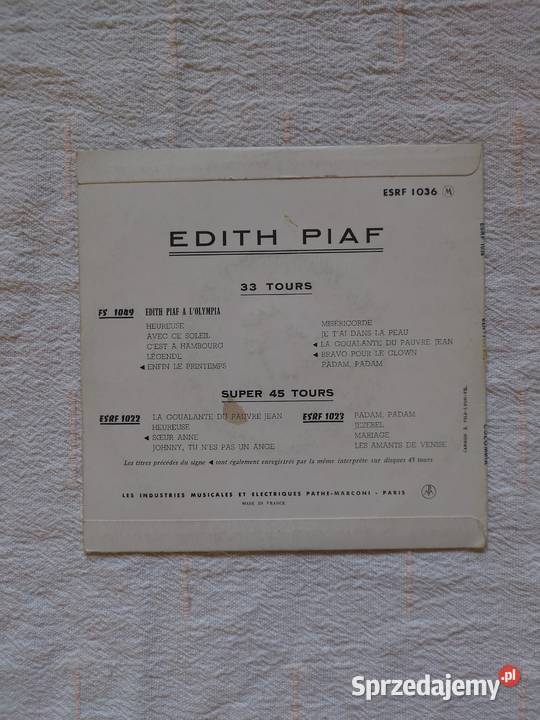 ESRF 1036 M
EDITH PIAF
33 TOURS
FS 1049 EDITH PIAF A L'OLYMPIA
HEUREUSE
AVEC CE SOLEIL
C'EST A HAMBOURG
LÉGENDE
◄ ENFIN LE PRINTEMPS
MISÉRICORDE
JE T'AI DANS LA PEAU
◄ LA GOUALANTE DU PAUVRE JEAN
◄ BRAVO POUR LE CLOWN
PADAM, PADAM
SUPER 45 TOURS
ESRF 1022 LA GOUALANTE DU PAUVRE JEAN
HEUREUSE
◄ SŒUR ANNE
JOHNNY, TU N'ES PAS UN ANGE
ESRF 1023 PADAM, PADAM
JEZEBEL
MARIAGE
LES AMANTS DE VENISE
Les titres précédés du signe ◄ sont également enregistrés par la même interprète sur disques 45 tours
LES INDUSTRIES MUSICALES ET ELECTRIQUES PATHE-MARCONI - PARIS
MADE IN FRANCE
Sprzedajemy.pl